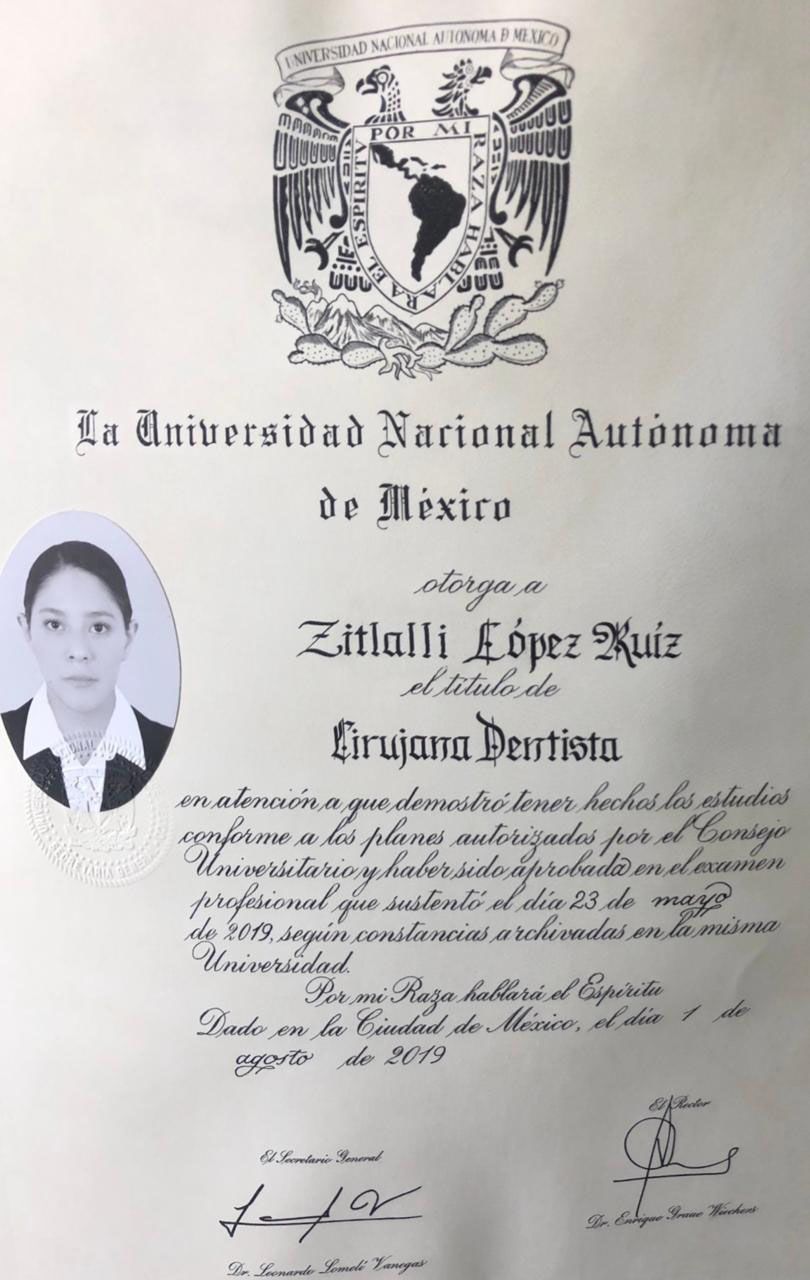 UNIVERSIDAD NACIONAL AUTONOMA D MEXICO
POR MI RAZA HABLARA EL ESPIRITV
La Universidad Nacional Autónoma
de México
otorga a
Zitlalli López Ruíz
el título de
Cirujana Dentista
en atención a que demostró tener hechos los estudios
conforme a los planes autorizados por el Consejo
Universitario y haber sido aprobada en el examen
profesional que sustentó el día 23 de mayo
de 2019, según constancias archivadas en la misma
Universidad.
Por mi Raza hablará el Espíritu
Dado en la Ciudad de México, el día 1 de
agosto de 2019
El Rector
Dr. Enrique Graue Wiechers
El Secretario General
Dr. Leonardo Lomelí Vanegas